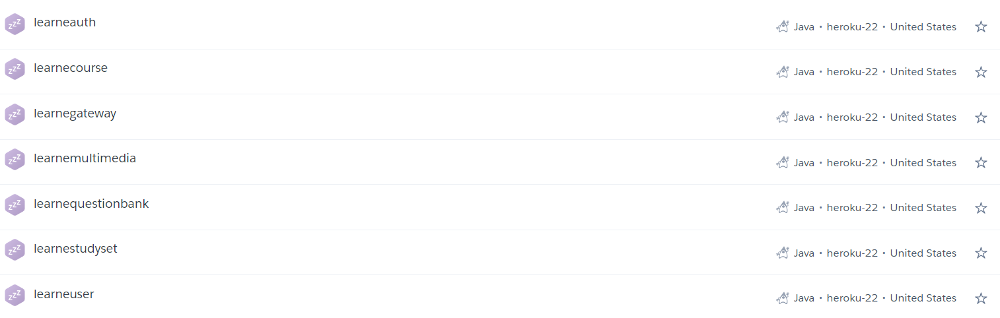 learneauth
Java • heroku-22 • United States
learnecourse
Java • heroku-22 • United States
learnegateway
Java • heroku-22 • United States
learnemultimedia
Java • heroku-22 • United States
learnequestionbank
Java • heroku-22 • United States
learnestudyset
Java • heroku-22 • United States
learneuser
Java • heroku-22 • United States